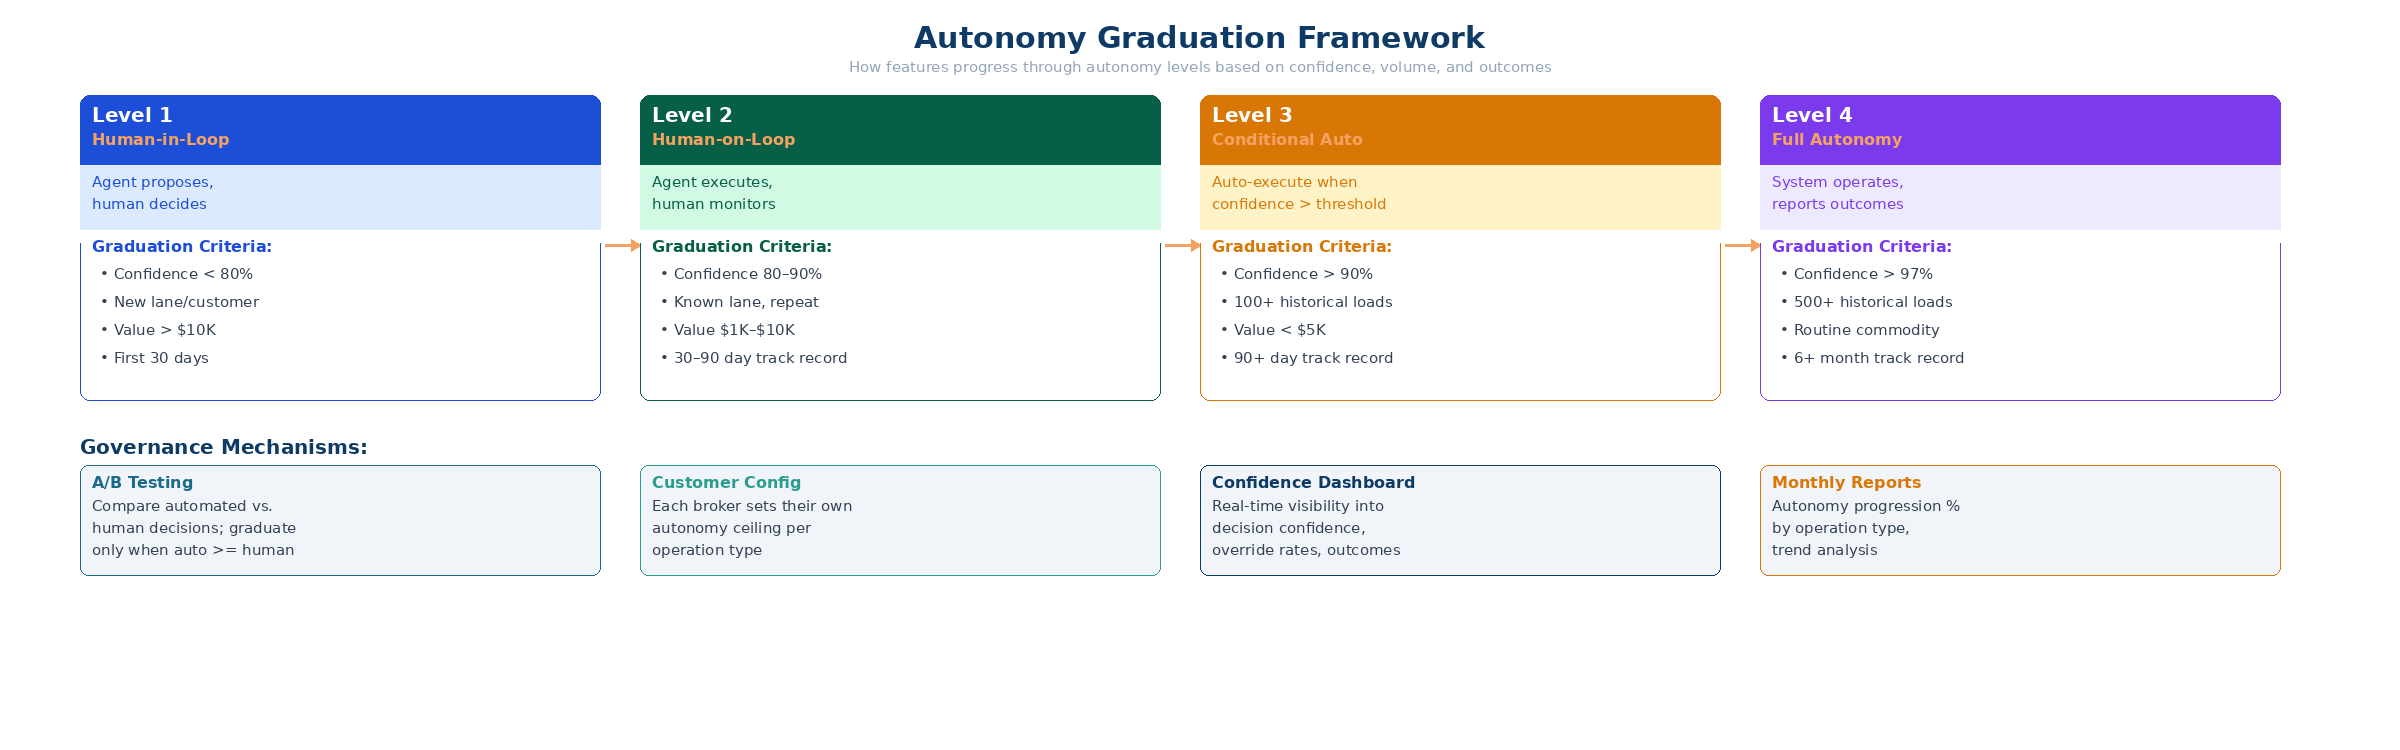 Autonomy Graduation Framework
How features progress through autonomy levels based on confidence, volume, and outcomes
Level 1
Human-in-Loop
Agent proposes,
human decides
Graduation Criteria:
• Confidence < 80%
• New lane/customer
• Value > $10K
• First 30 days
Level 2
Human-on-Loop
Agent executes,
human monitors
Graduation Criteria:
• Confidence 80–90%
• Known lane, repeat
• Value $1K–$10K
• 30–90 day track record
Level 3
Conditional Auto
Auto-execute when
confidence > threshold
Graduation Criteria:
• Confidence > 90%
• 100+ historical loads
• Value < $5K
• 90+ day track record
Level 4
Full Autonomy
System operates,
reports outcomes
Graduation Criteria:
• Confidence > 97%
• 500+ historical loads
• Routine commodity
• 6+ month track record
Governance Mechanisms:
A/B Testing
Compare automated vs.
human decisions; graduate
only when auto >= human
Customer Config
Each broker sets their own
autonomy ceiling per
operation type
Confidence Dashboard
Real-time visibility into
decision confidence,
override rates, outcomes
Monthly Reports
Autonomy progression %
by operation type,
trend analysis